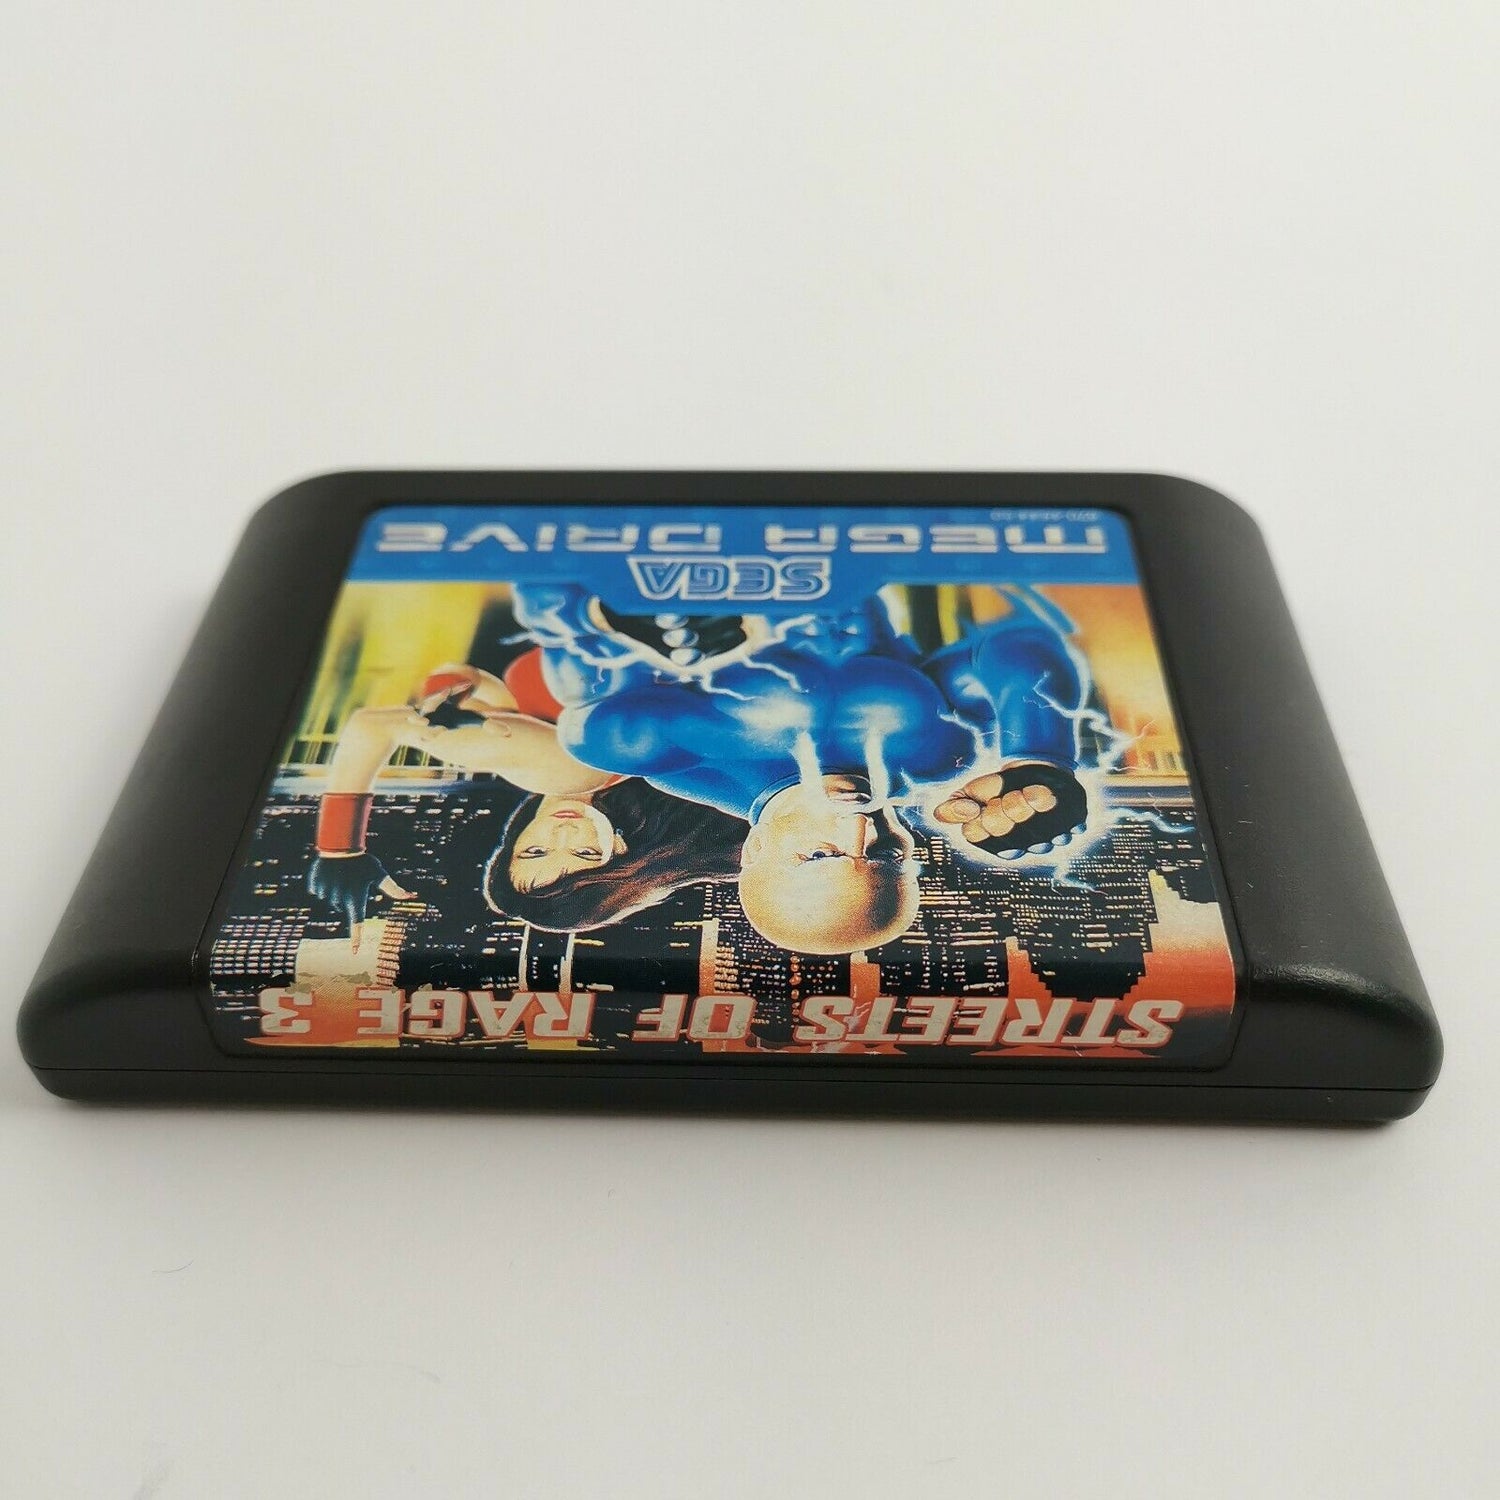 STREETS OF RAGE 3
SEGA
MEGA DRIVE